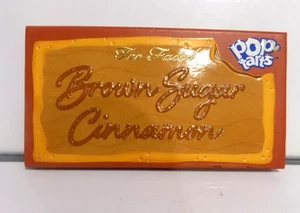 Too Faced
Pop
tarts
Brown Sugar
Cinnamon